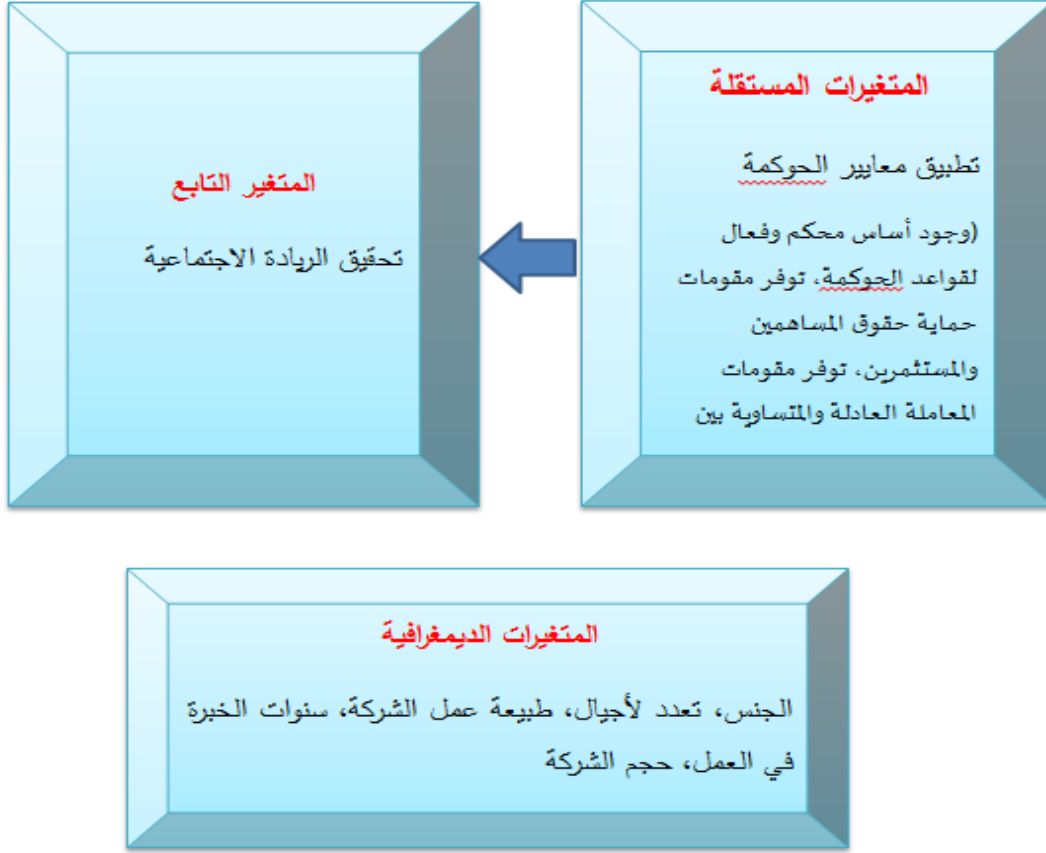 المتغيرات المستقلة
تطبيق معايير الحوكمة
(وجود أساس محكم وفعال
لقواعد الحوكمة، توفر مقومات
حماية حقوق المساهمين
والمستثمرين، توفر مقومات
المعاملة العادلة والمتساوية بين
المتغير التابع
تحقيق الريادة الاجتماعية
المتغيرات الديمغرافية
الجنس، تعدد لأجيال، طبيعة عمل الشركة، سنوات الخبرة
في العمل، حجم الشركة